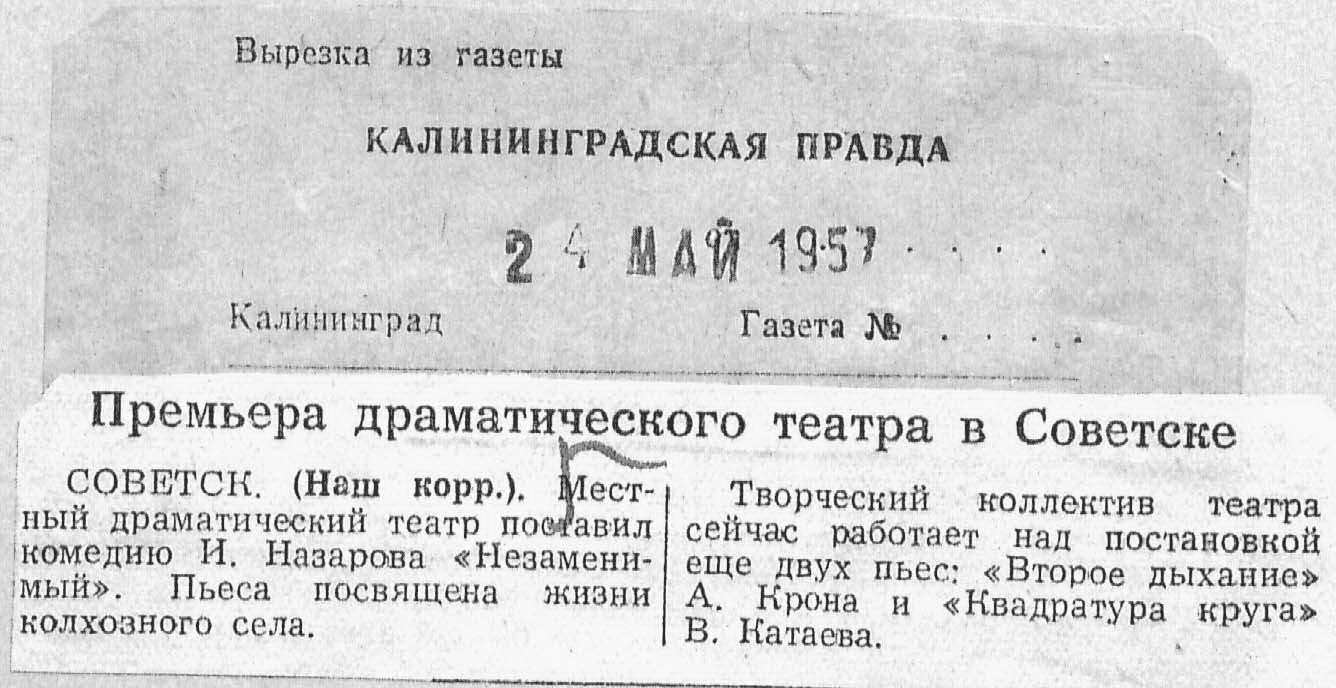 Вырезка из газеты
КАЛИНИНГРАДСКАЯ ПРАВДА
24 МАЙ 1957 . . . .
Калининград
Газета № . . . .
Премьера драматического театра в Советске
СОВЕТСК. (Наш корр.). Мест-
ный драматический театр поставил
комедию И. Назарова «Незамени-
мый». Пьеса посвящена жизни
колхозного села.
Творческий коллектив театра
сейчас работает над постановкой
еще двух пьес: «Второе дыхание»
А. Крона и «Квадратура круга»
В. Катаева.